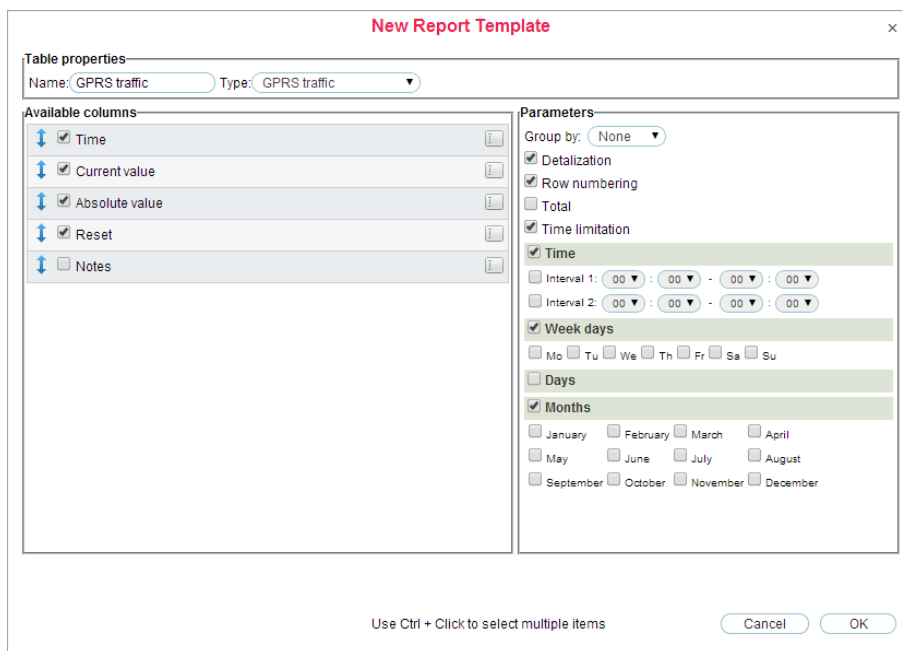 New Report Template
×
Table properties
Name: GPRS traffic Type: GPRS traffic ▼
Available columns
Time
Current value
Absolute value
Reset
Notes
Parameters
Group by: None ▼
Detalization
Row numbering
Total
Time limitation
Time
Interval 1: 00 ▼ : 00 ▼ - 00 ▼ : 00 ▼
Interval 2: 00 ▼ : 00 ▼ - 00 ▼ : 00 ▼
Week days
Mo Tu We Th Fr Sa Su
Days
Months
January February March April
May June July August
September October November December
Use Ctrl + Click to select multiple items
Cancel OK